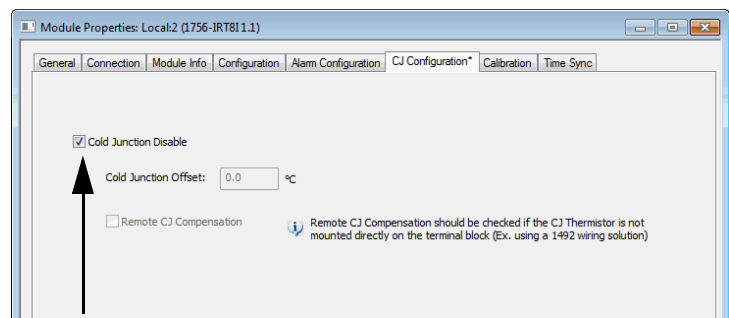 Module Properties: Local:2 (1756-IRT8I 1.1)
General Connection Module Info Configuration Alarm Configuration CJ Configuration* Calibration Time Sync
Cold Junction Disable
Cold Junction Offset: 0.0 °C
Remote CJ Compensation
Remote CJ Compensation should be checked if the CJ Thermistor is not
mounted directly on the terminal block (Ex. using a 1492 wiring solution)